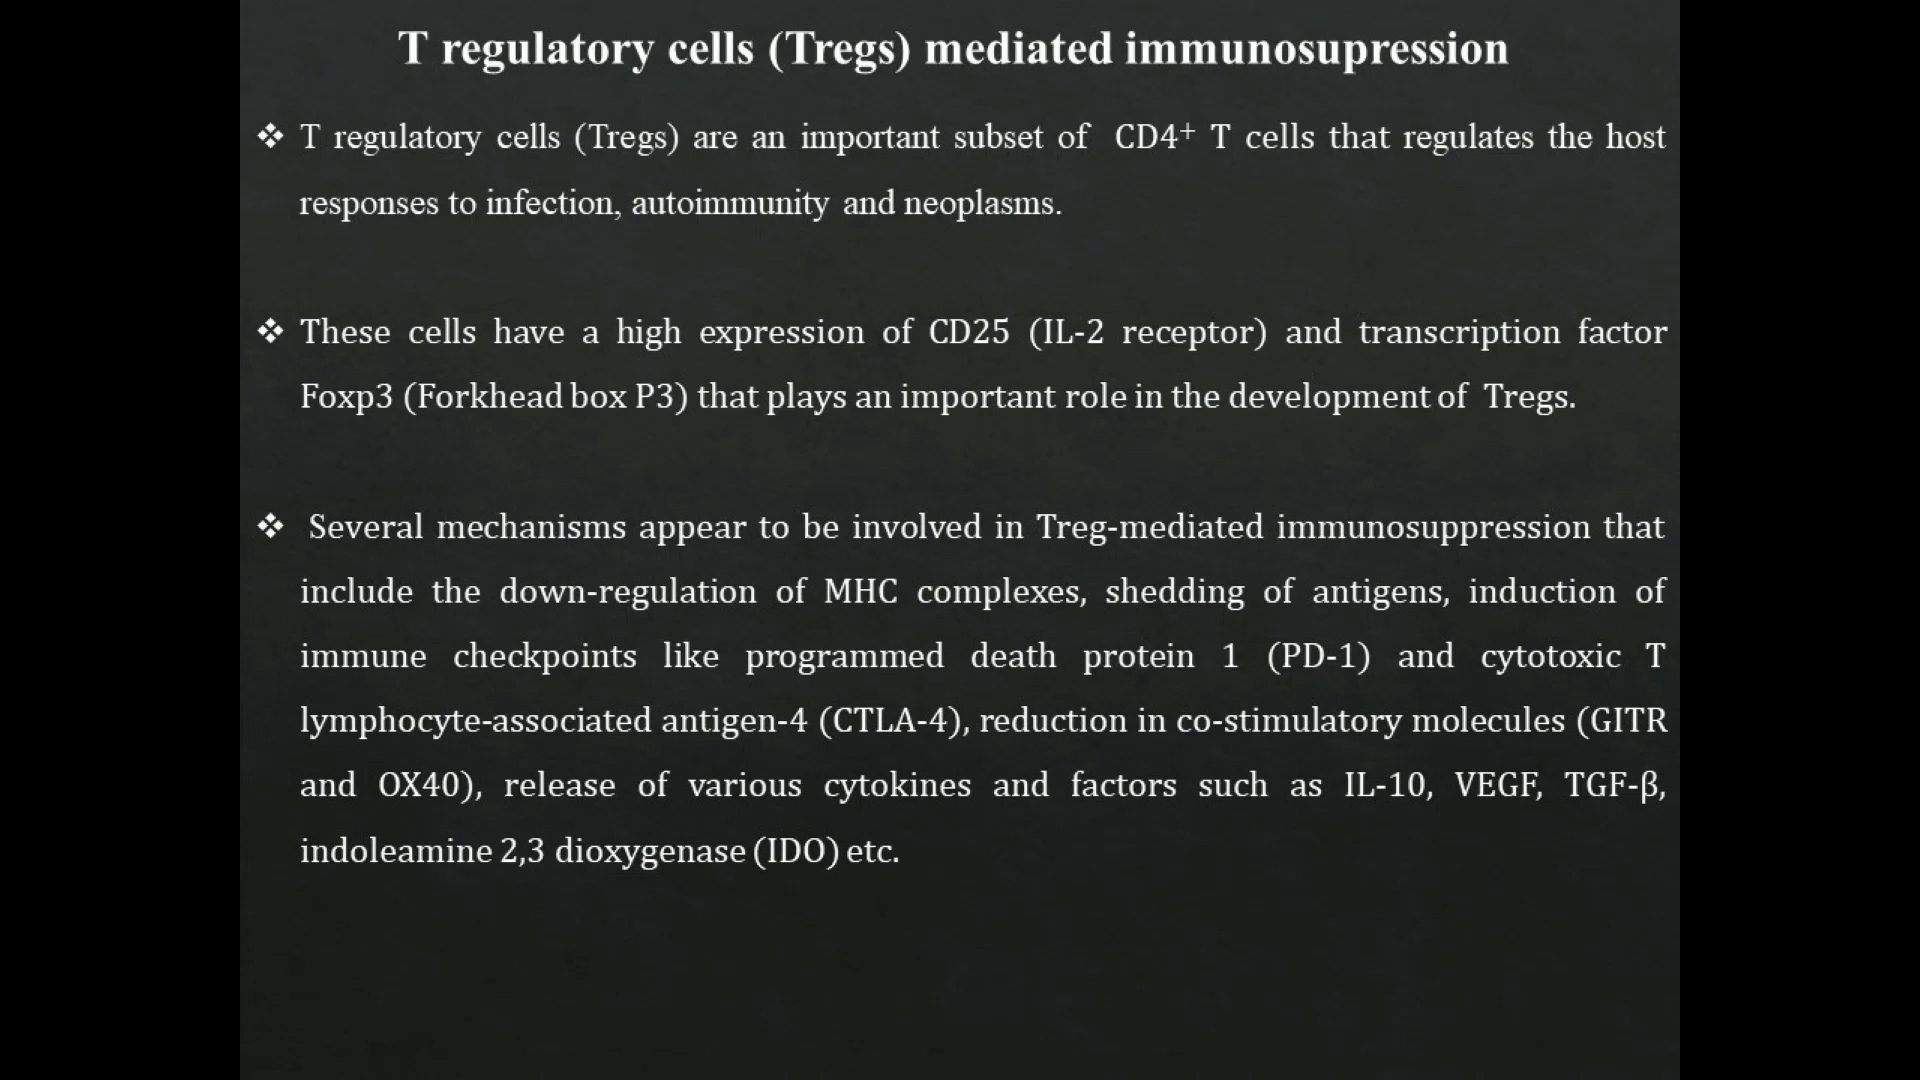 T regulatory cells (Tregs) mediated immunosupression
❖ T regulatory cells (Tregs) are an important subset of CD4⁺ T cells that regulates the host
responses to infection, autoimmunity and neoplasms.
❖ These cells have a high expression of CD25 (IL-2 receptor) and transcription factor
Foxp3 (Forkhead box P3) that plays an important role in the development of Tregs.
❖ Several mechanisms appear to be involved in Treg-mediated immunosuppression that
include the down-regulation of MHC complexes, shedding of antigens, induction of
immune checkpoints like programmed death protein 1 (PD-1) and cytotoxic T
lymphocyte-associated antigen-4 (CTLA-4), reduction in co-stimulatory molecules (GITR
and OX40), release of various cytokines and factors such as IL-10, VEGF, TGF-β,
indoleamine 2,3 dioxygenase (IDO) etc.